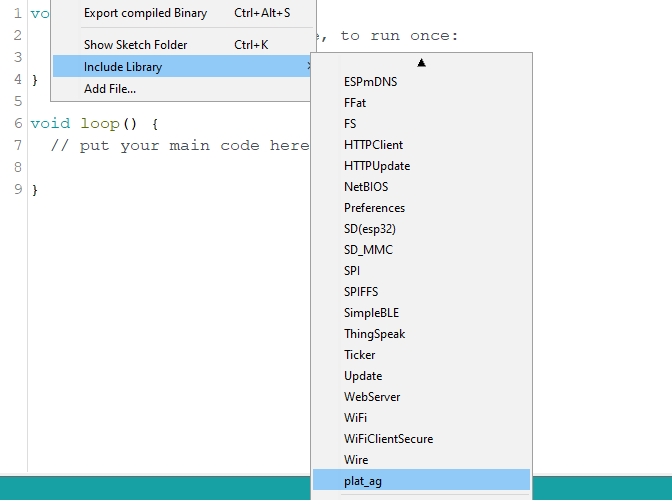 Export compiled Binary Ctrl+Alt+S
Show Sketch Folder Ctrl+K
Include Library
Add File...
1 vo
2 , to run once:
3
4 }
5
6 void loop() {
7 // put your main code here
8
9 }
ESPmDNS
FFat
FS
HTTPClient
HTTPUpdate
NetBIOS
Preferences
SD(esp32)
SD_MMC
SPI
SPIFFS
SimpleBLE
ThingSpeak
Ticker
Update
WebServer
WiFi
WiFiClientSecure
Wire
plat_ag